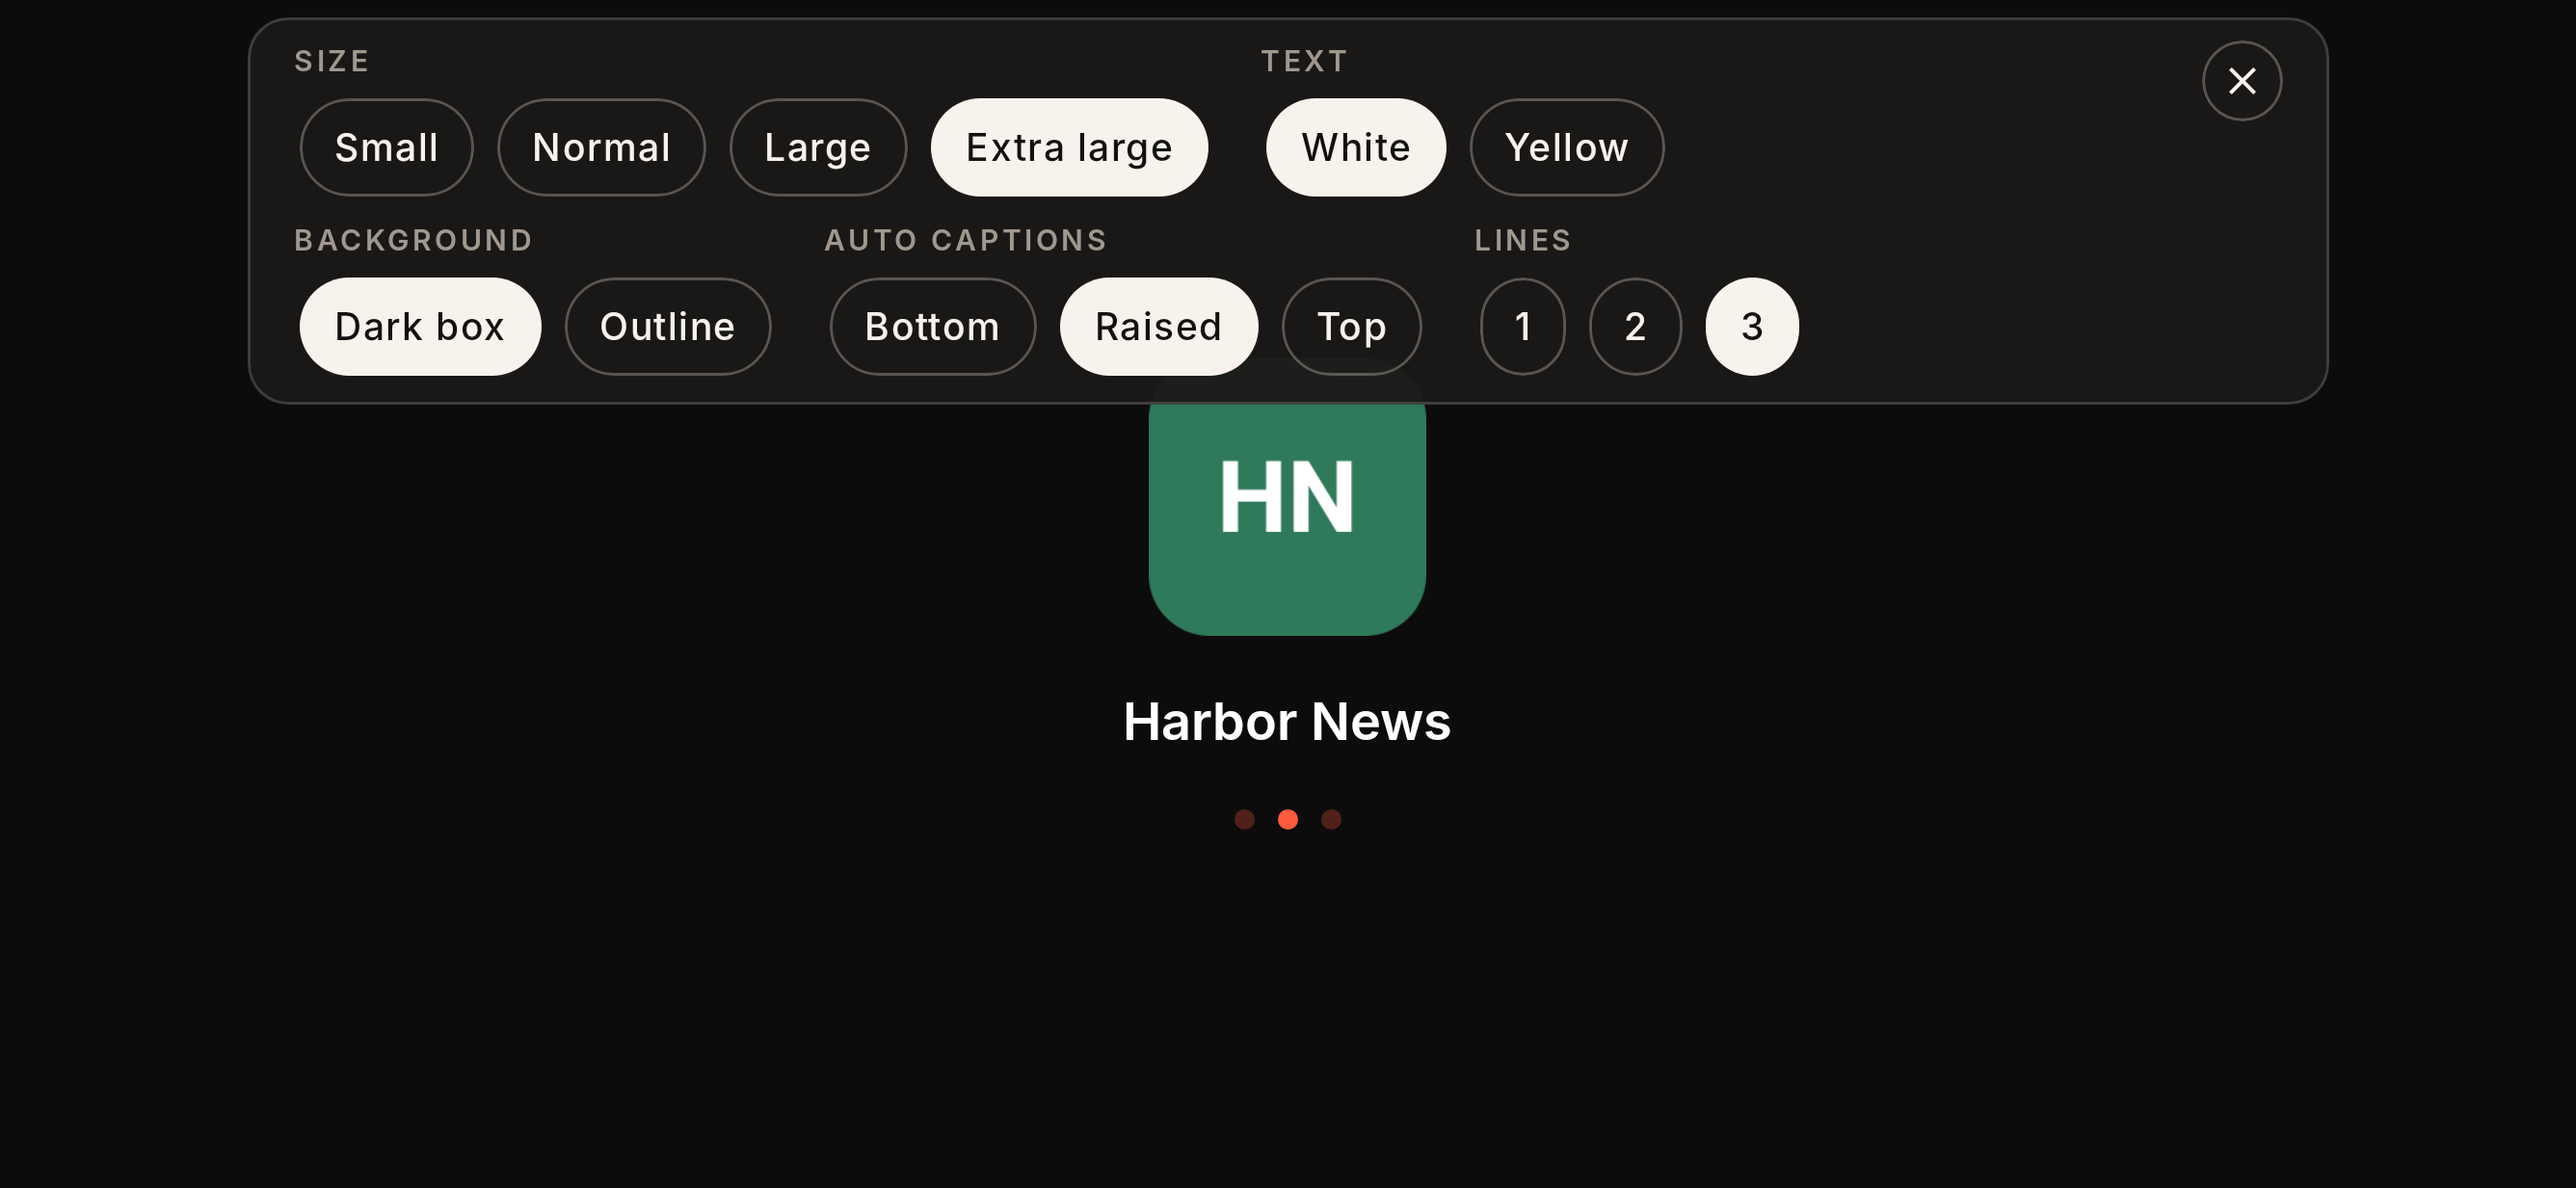 SIZE TEXT
Small Normal Large Extra large White Yellow
BACKGROUND AUTO CAPTIONS LINES
Dark box Outline Bottom Raised Top 1 2 3
HN
Harbor News